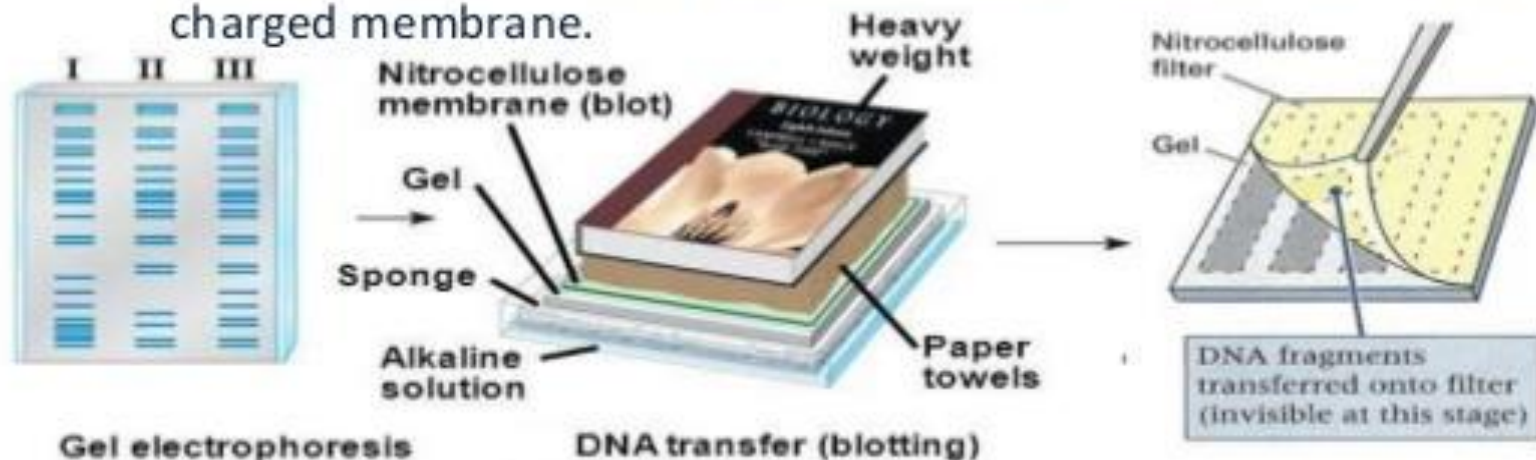 charged membrane.
I II III
Nitrocellulose
membrane (blot)
Gel
Sponge
Alkaline
solution
Heavy
weight
BIOLOGY
Paper
towels
Nitrocellulose
filter
Gel
DNA fragments
transferred onto filter
(invisible at this stage)
Gel electrophoresis
DNA transfer (blotting)